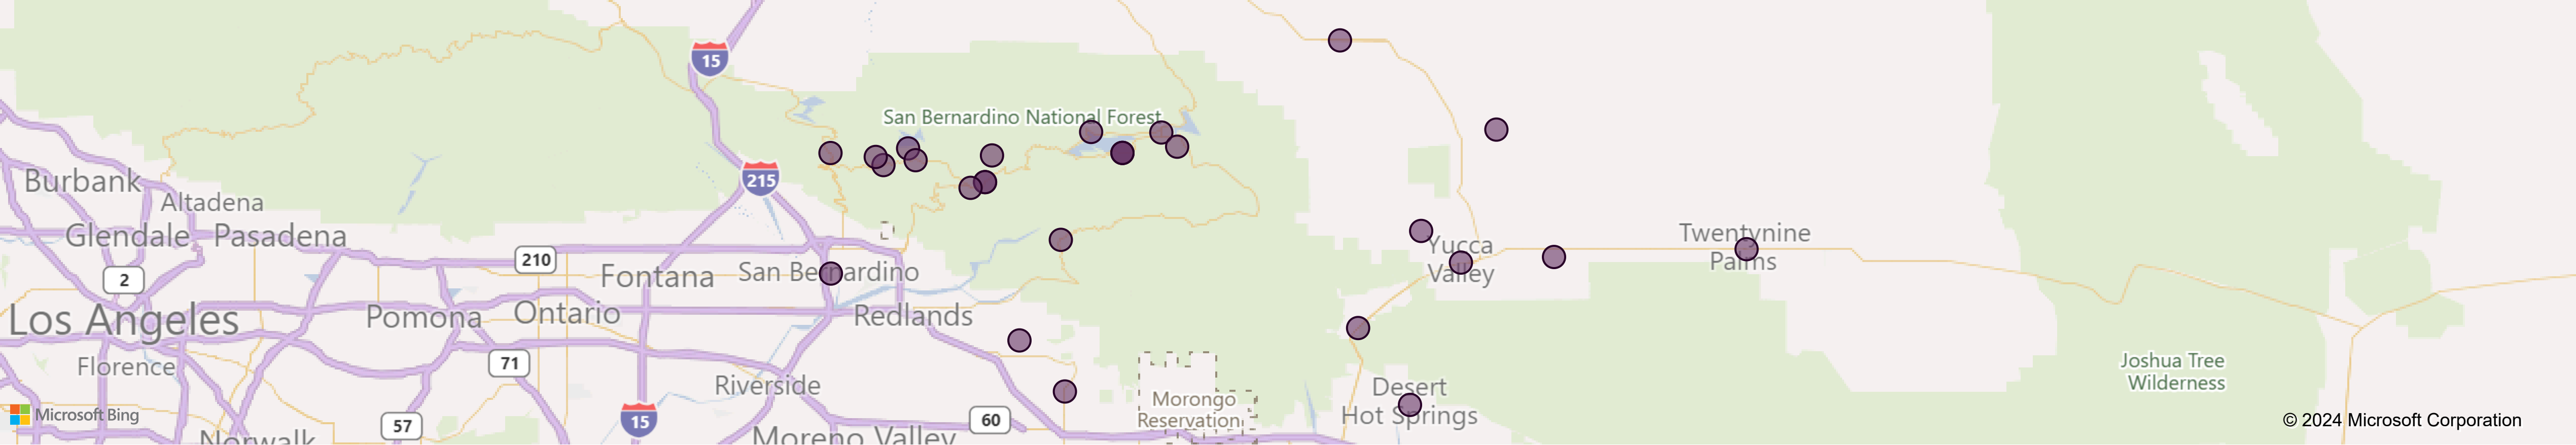 15
San Bernardino National Forest
215
Burbank
Altadena
Glendale
Pasadena
210
2
Fontana
San Bernardino
Yucca
Valley
Twentynine
Palms
Los Angeles
Pomona
Ontario
Redlands
Florence
71
Riverside
Joshua Tree
Wilderness
Desert
Hot Springs
Morongo
Reservation
Microsoft Bing
57
15
60
Norwalk
Moreno Valley
© 2024 Microsoft Corporation